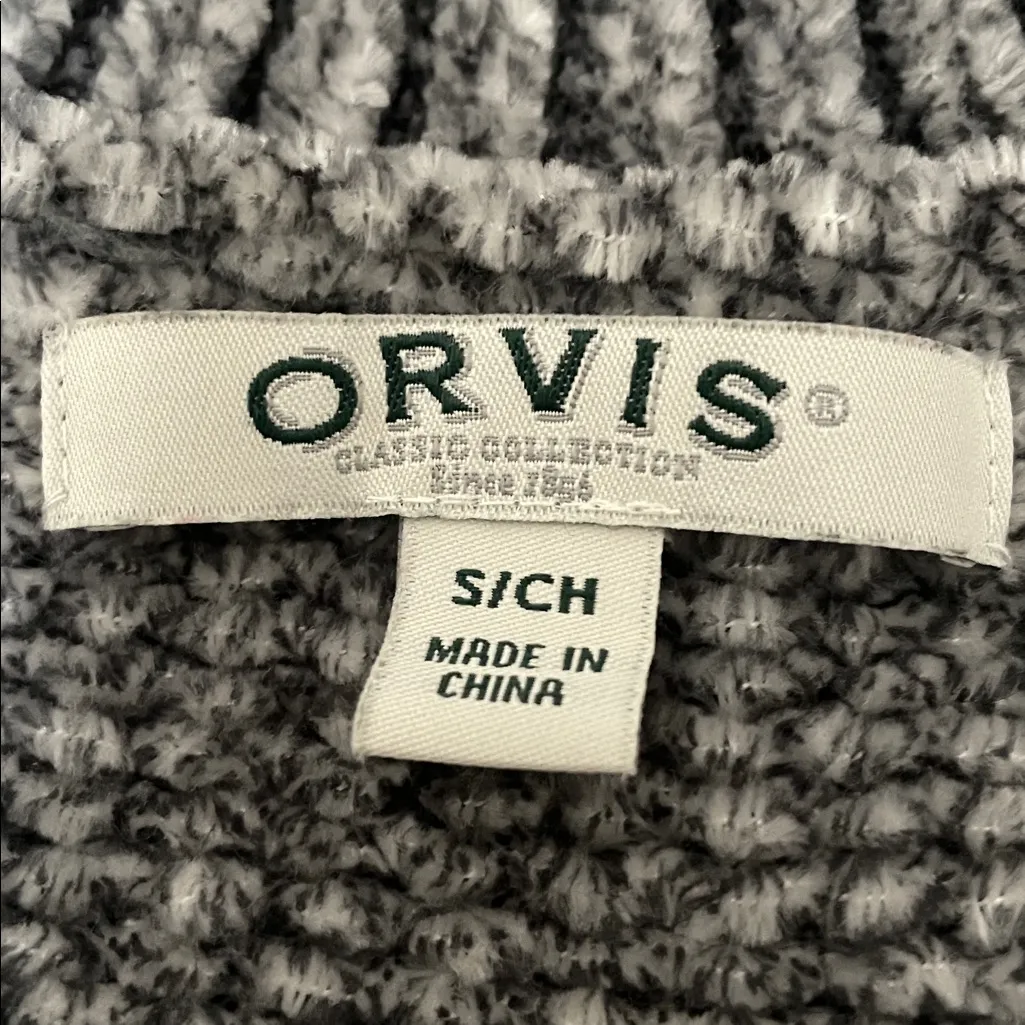 ORVIS®
CLASSIC COLLECTION
Since 1856
S/CH
MADE IN
CHINA